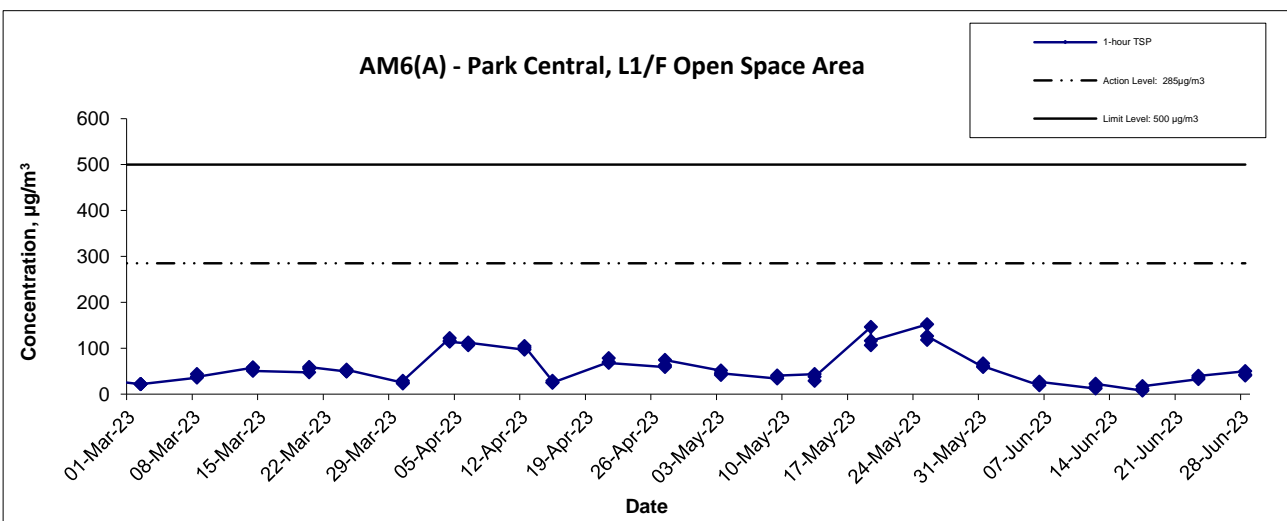 AM6(A) - Park Central, L1/F Open Space Area
1-hour TSP
Action Level: 285µg/m3
Limit Level: 500 µg/m3
Concentration, µg/m³
600
500
400
300
200
100
0
01-Mar-23
08-Mar-23
15-Mar-23
22-Mar-23
29-Mar-23
05-Apr-23
12-Apr-23
19-Apr-23
26-Apr-23
03-May-23
10-May-23
17-May-23
24-May-23
31-May-23
07-Jun-23
14-Jun-23
21-Jun-23
28-Jun-23
Date